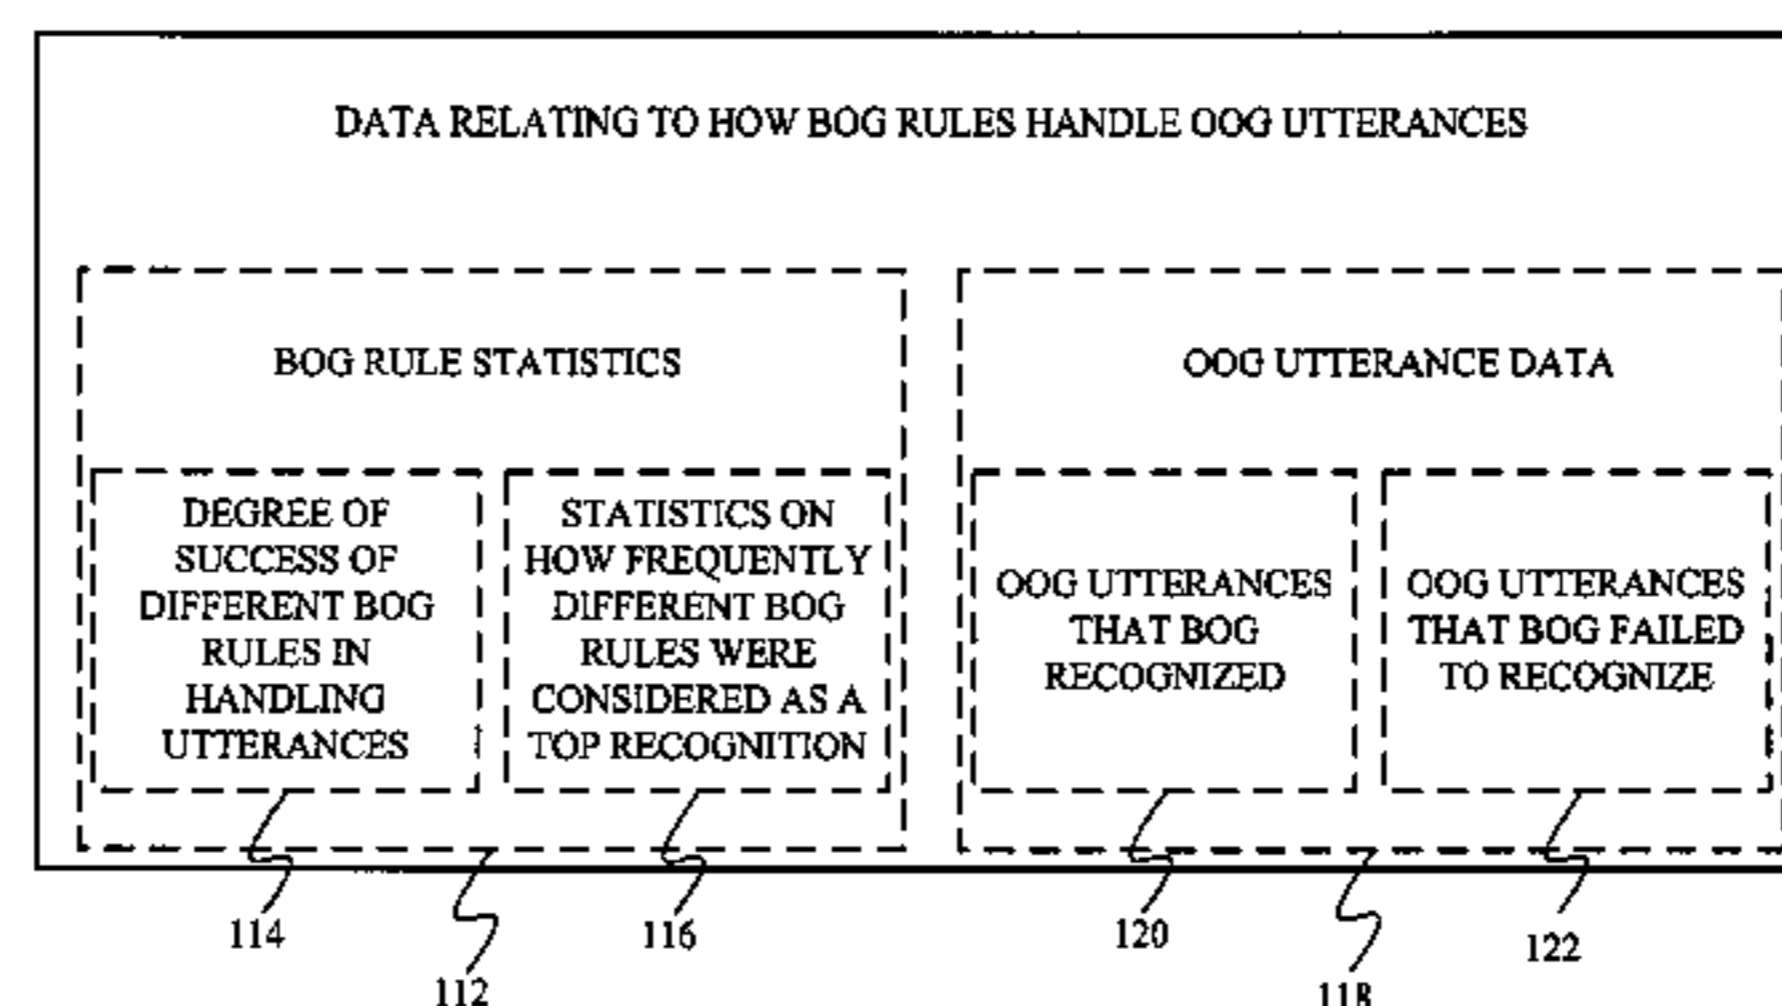 DATA RELATING TO HOW BOG RULES HANDLE OOG UTTERANCES
BOG RULE STATISTICS
DEGREE OF
SUCCESS OF
DIFFERENT BOG
RULES IN
HANDLING
UTTERANCES
STATISTICS ON
HOW FREQUENTLY
DIFFERENT BOG
RULES WERE
CONSIDERED AS A
TOP RECOGNITION
OOG UTTERANCE DATA
OOG UTTERANCES
THAT BOG
RECOGNIZED
OOG UTTERANCES
THAT BOG FAILED
TO RECOGNIZE
114
116
120
122
112
118